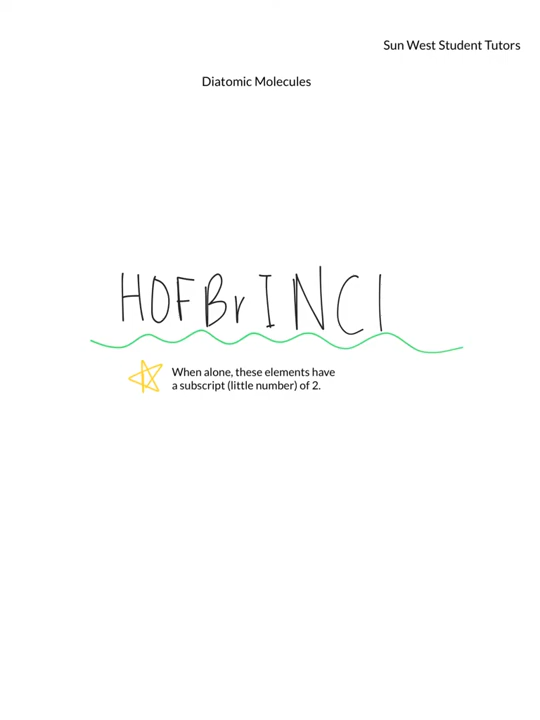 Sun West Student Tutors
Diatomic Molecules
HOFBrINCl
When alone, these elements have
a subscript (little number) of 2.